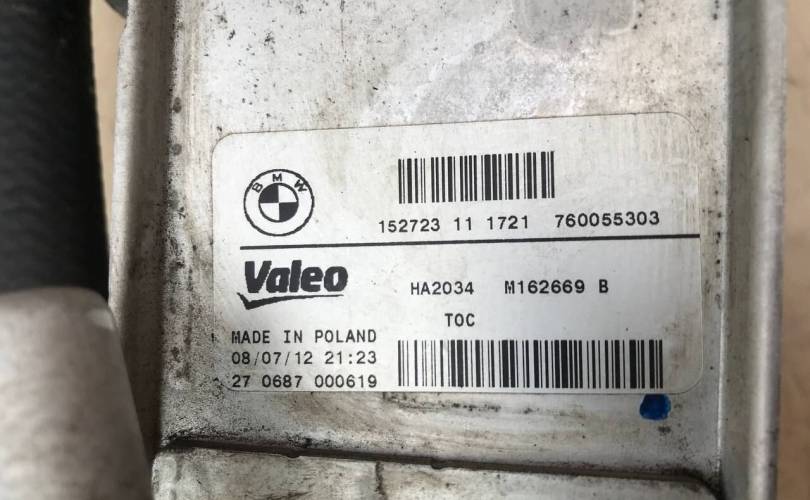 BMW
152723 11 1721 760055303
Valeo
HA2034 M162669 B
TOC
MADE IN POLAND
08/07/12 21:23
27 0687 000619